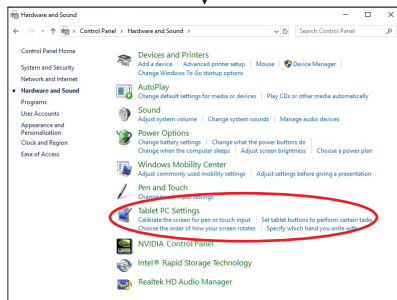 Hardware and Sound
Control Panel > Hardware and Sound >
Search Control Panel
Control Panel Home
System and Security
Network and Internet
Hardware and Sound
Programs
User Accounts
Appearance and
Personalization
Clock and Region
Ease of Access
Devices and Printers
Add a device | Advanced printer setup | Mouse | Device Manager |
Change Windows To Go startup options
AutoPlay
Change default settings for media or devices | Play CDs or other media automatically
Sound
Adjust system volume | Change system sounds | Manage audio devices
Power Options
Change battery settings | Change what the power buttons do |
Change when the computer sleeps | Adjust screen brightness | Choose a power plan
Windows Mobility Center
Adjust commonly used mobility settings | Adjust settings before giving a presentation
Pen and Touch
Change touch input settings
Tablet PC Settings
Calibrate the screen for pen or touch input | Set tablet buttons to perform certain tasks
Choose the order of how your screen rotates | Specify which hand you write with
NVIDIA Control Panel
Intel® Rapid Storage Technology
Realtek HD Audio Manager